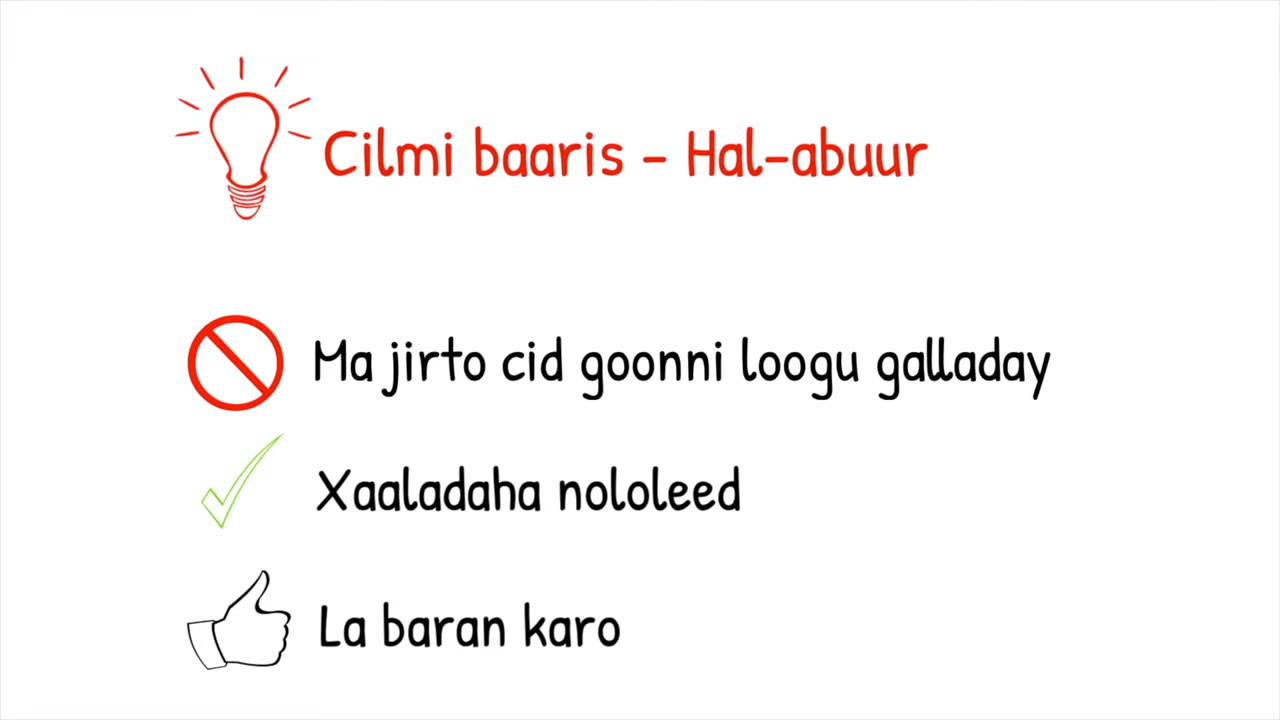 Cilmi baaris - Hal-abuur
Ma jirto cid goonni loogu galladay
Xaaladaha nololeed
La baran karo